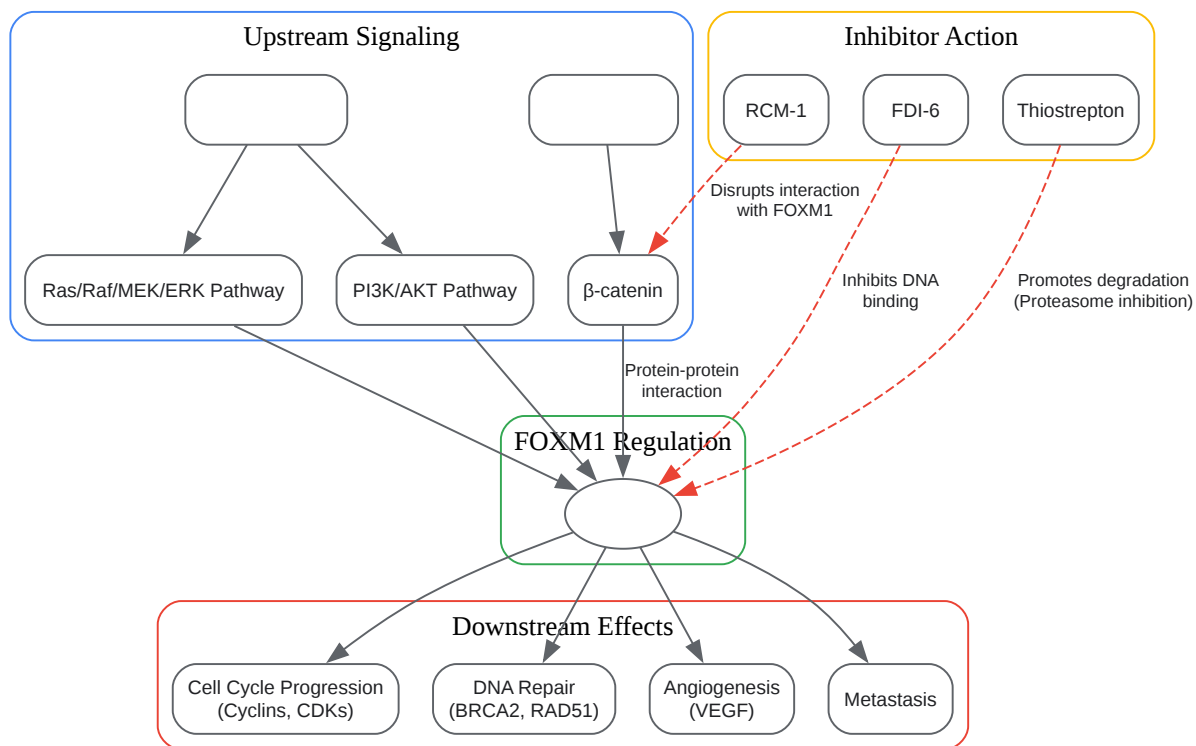 Upstream Signaling
Inhibitor Action
RCM-1
FDI-6
Thiostrepton
Disrupts interaction
with FOXM1
Ras/Raf/MEK/ERK Pathway
PI3K/AKT Pathway
β-catenin
Inhibits DNA
binding
Promotes degradation
(Proteasome inhibition)
Protein-protein
interaction
FOXM1 Regulation
Downstream Effects
Cell Cycle Progression
(Cyclins, CDKs)
DNA Repair
(BRCA2, RAD51)
Angiogenesis
(VEGF)
Metastasis